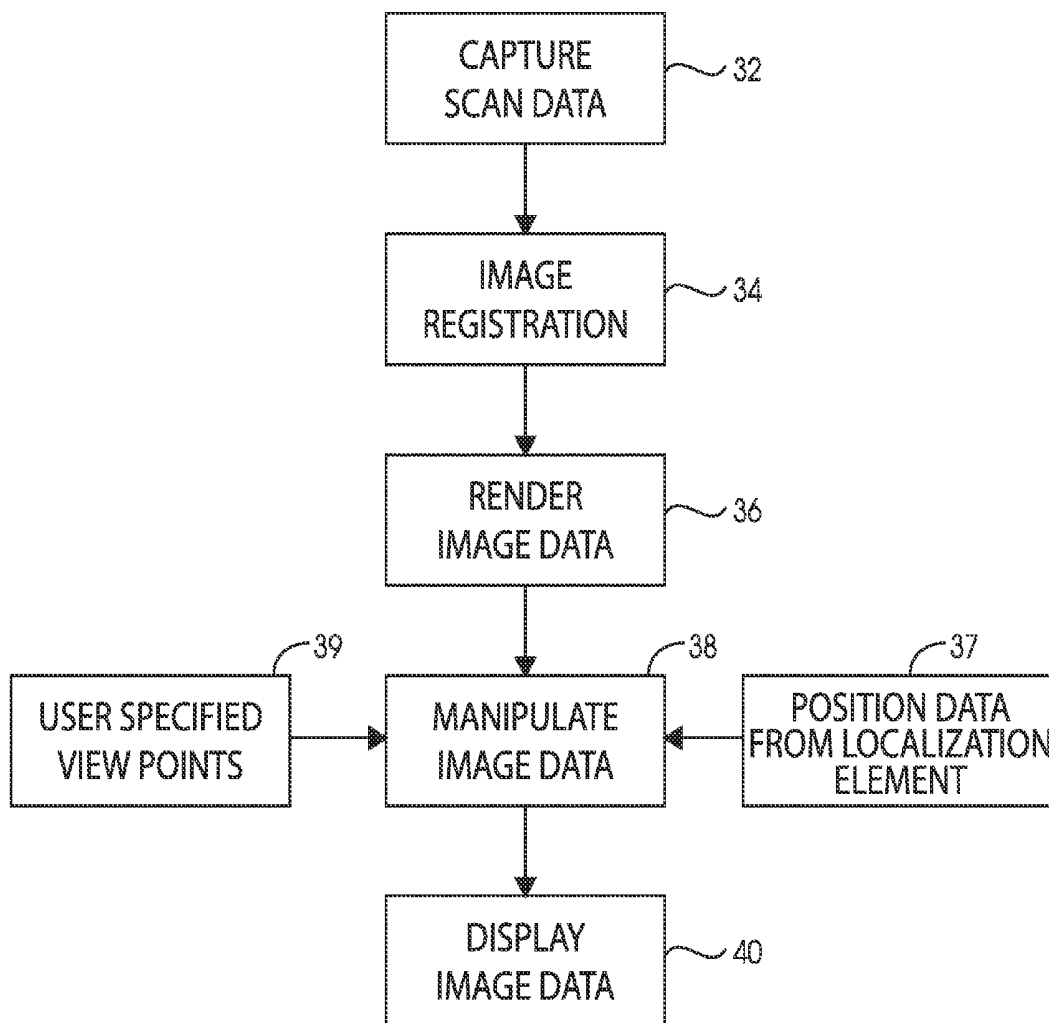 CAPTURE
SCAN DATA
32
IMAGE
REGISTRATION
34
RENDER
IMAGE DATA
36
39
38
37
USER SPECIFIED
VIEW POINTS
MANIPULATE
IMAGE DATA
POSITION DATA
FROM LOCALIZATION
ELEMENT
DISPLAY
IMAGE DATA
40